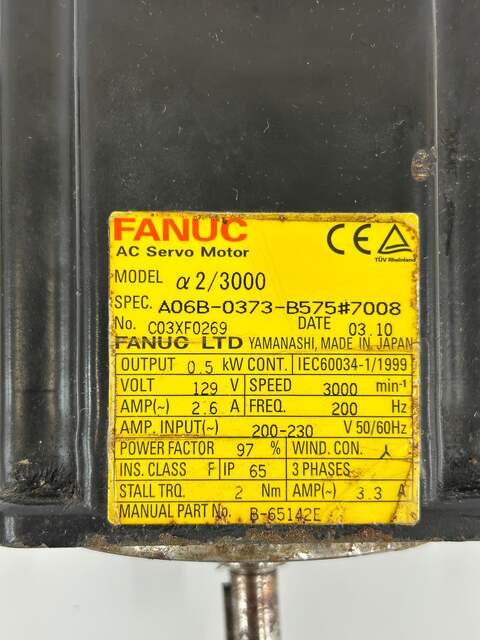 FANUC
AC Servo Motor
CE TÜV Rheinland
MODEL α2/3000
SPEC. A06B-0373-B575#7008
No. C03XF0269 DATE 03.10
FANUC LTD YAMANASHI, MADE IN JAPAN
OUTPUT 0.5 kW CONT. IEC60034-1/1999
VOLT 129 V SPEED 3000 min⁻¹
AMP(~) 2.6 A FREQ. 200 Hz
AMP. INPUT(~) 200-230 V 50/60Hz
POWER FACTOR 97 % WIND. CON.
INS. CLASS F IP 65 3 PHASES
STALL TRQ. 2 Nm AMP(~) 3.3 A
MANUAL PART No. B-65142E